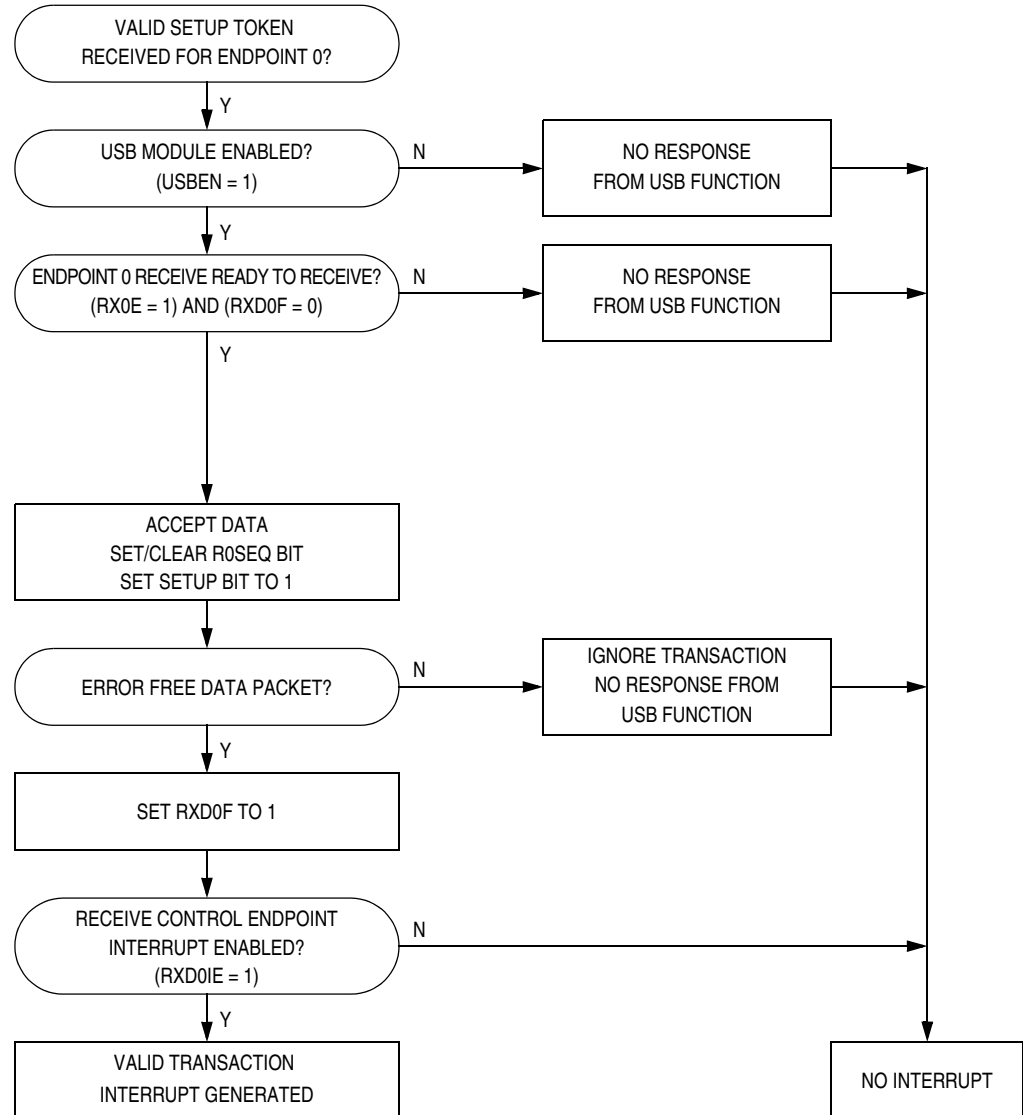 VALID SETUP TOKEN
RECEIVED FOR ENDPOINT 0?
Y
USB MODULE ENABLED?
(USBEN = 1)
N
NO RESPONSE
FROM USB FUNCTION
Y
ENDPOINT 0 RECEIVE READY TO RECEIVE?
(RX0E = 1) AND (RXD0F = 0)
N
NO RESPONSE
FROM USB FUNCTION
Y
ACCEPT DATA
SET/CLEAR R0SEQ BIT
SET SETUP BIT TO 1
ERROR FREE DATA PACKET?
N
IGNORE TRANSACTION
NO RESPONSE FROM
USB FUNCTION
Y
SET RXD0F TO 1
RECEIVE CONTROL ENDPOINT
INTERRUPT ENABLED?
(RXD0IE = 1)
N
Y
VALID TRANSACTION
INTERRUPT GENERATED
NO INTERRUPT